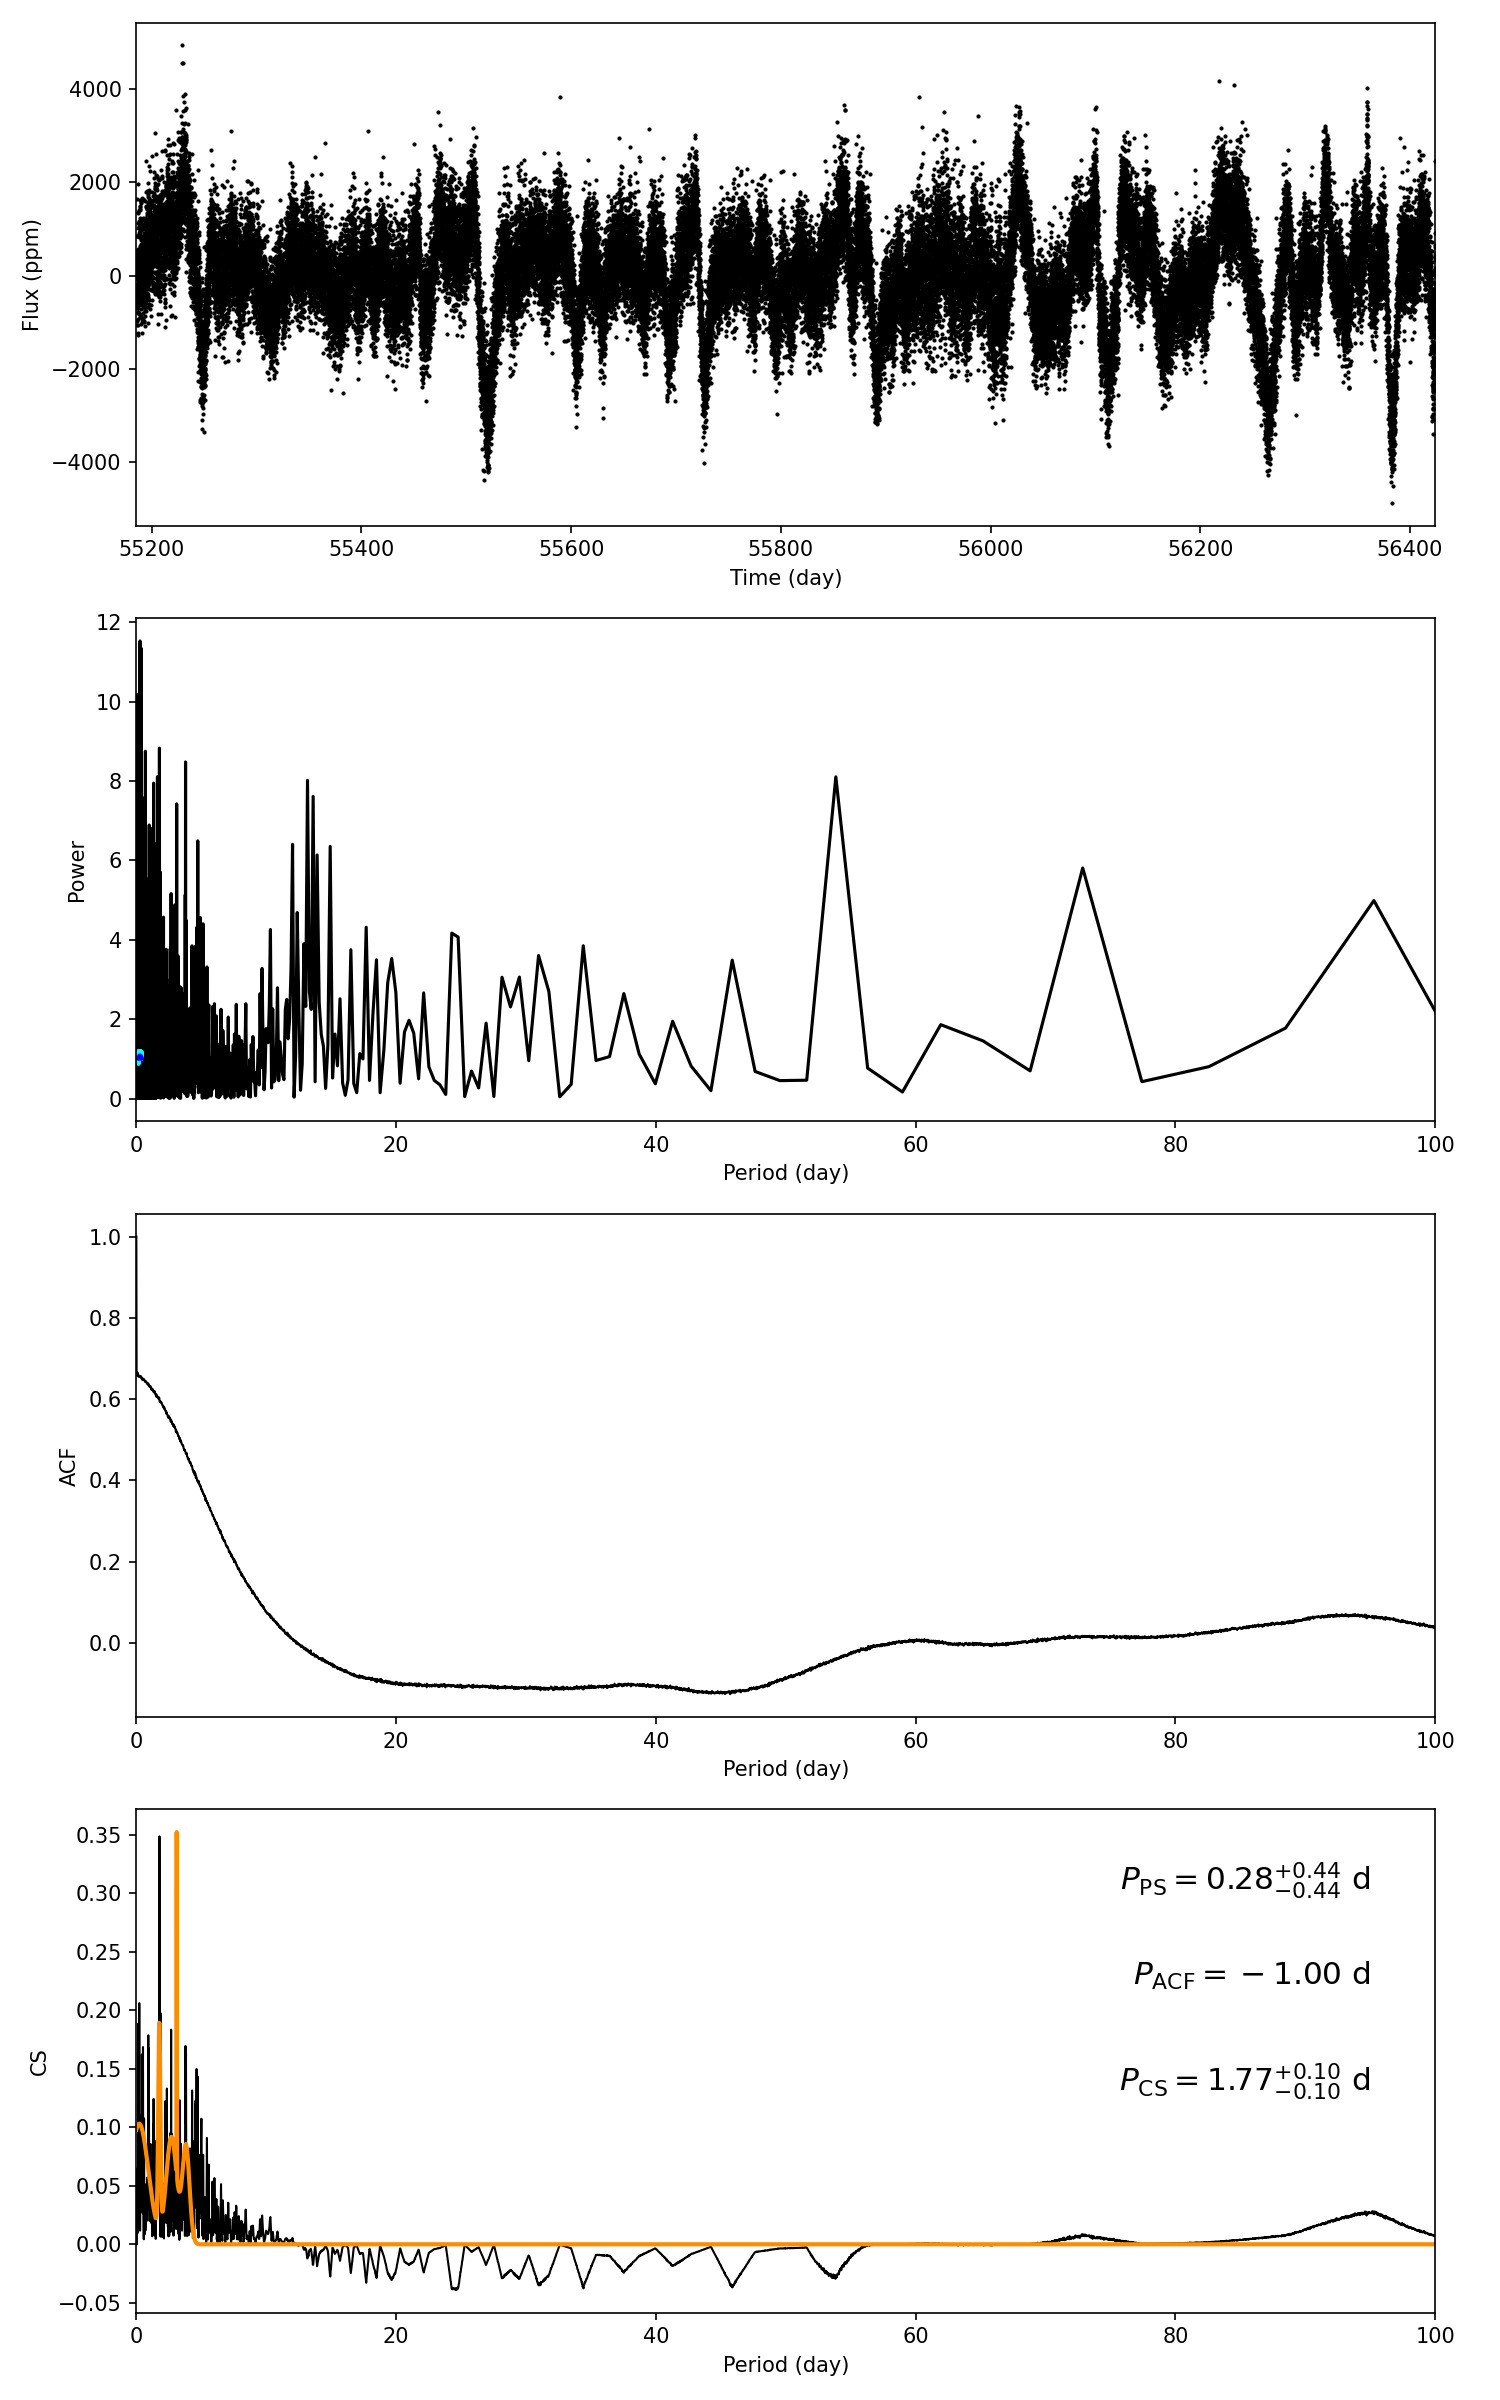 4000
2000
0
−2000
−4000
Flux (ppm)
55200 55400 55600 55800 56000 56200 56400
Time (day)
12
10
8
6
4
2
0
Power
0 20 40 60 80 100
Period (day)
1.0
0.8
0.6
0.4
0.2
0.0
ACF
0 20 40 60 80 100
Period (day)
0.35
0.30
0.25
0.20
0.15
0.10
0.05
0.00
−0.05
CS
P_PS = 0.28^{+0.44}_{−0.44} d
P_ACF = −1.00 d
P_CS = 1.77^{+0.10}_{−0.10} d
0 20 40 60 80 100
Period (day)